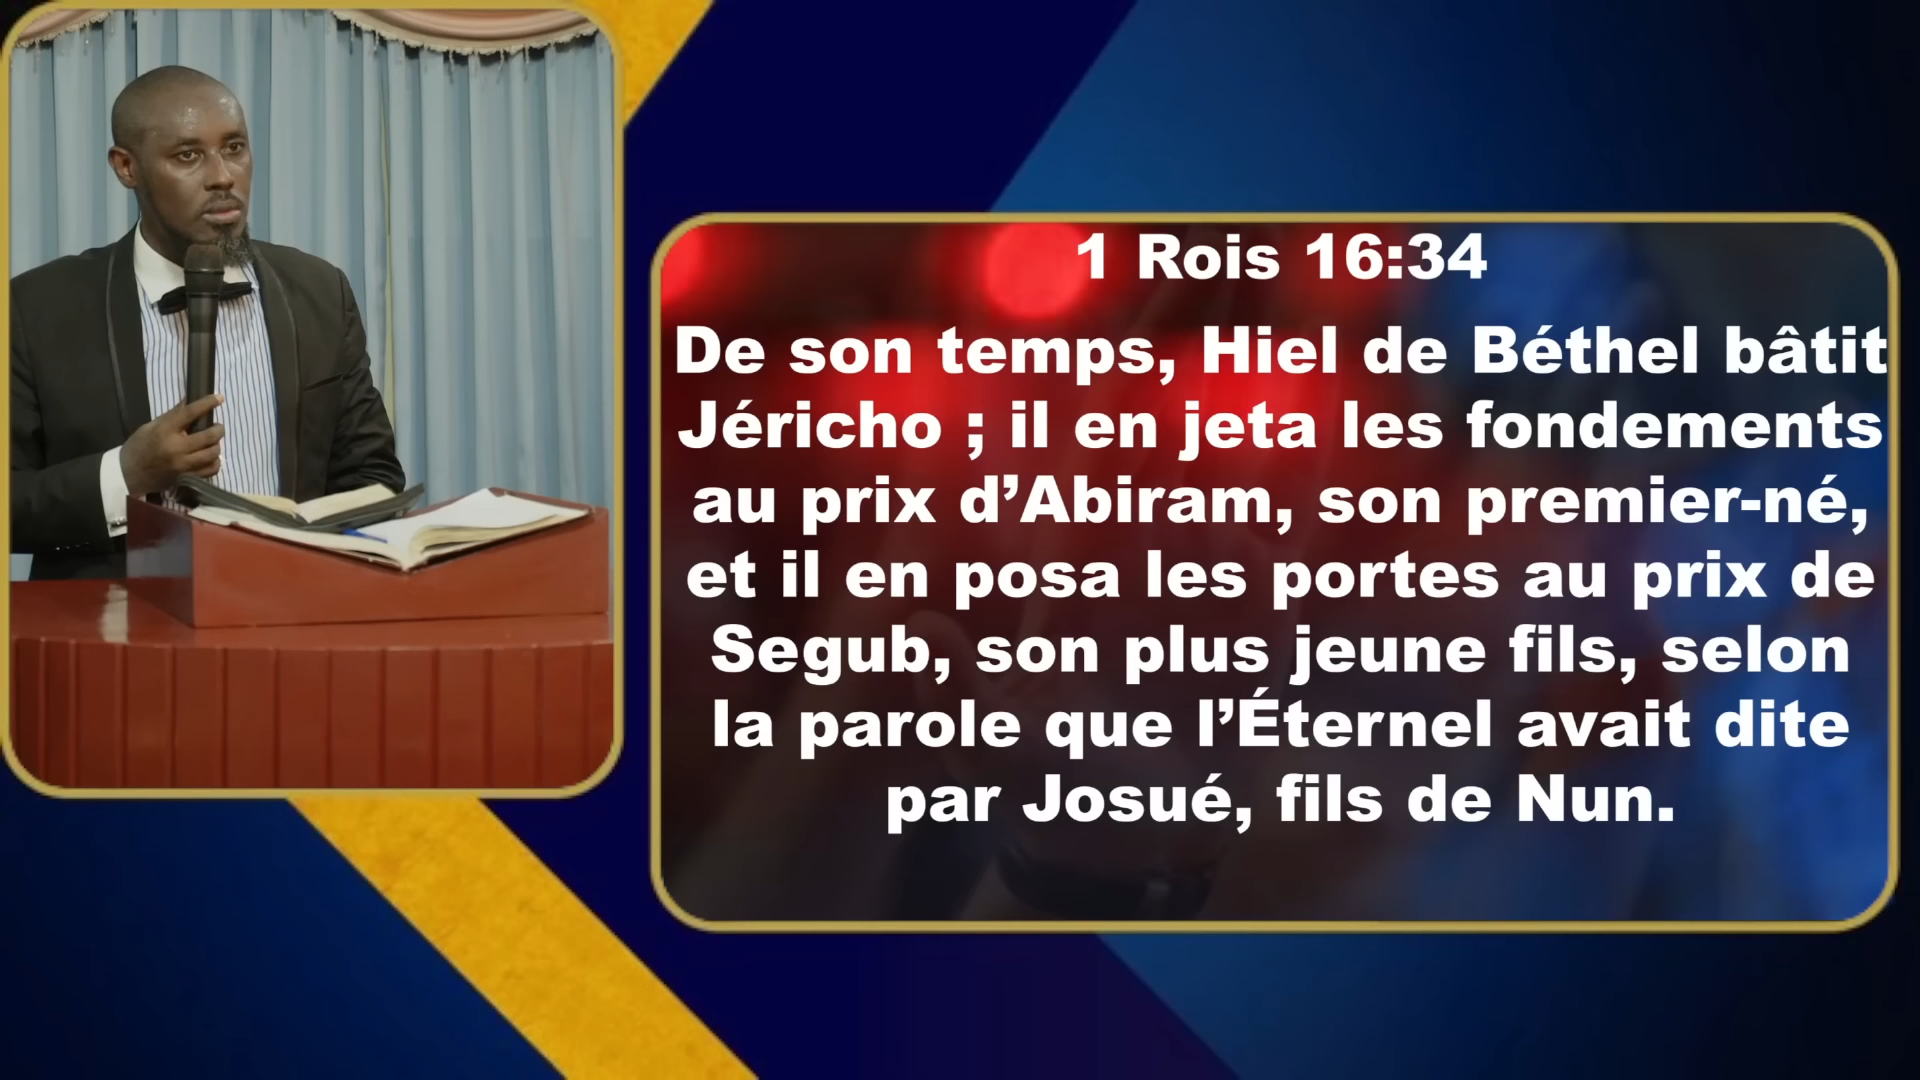 1 Rois 16:34
De son temps, Hiel de Béthel bâtit
Jéricho ; il en jeta les fondements
au prix d’Abiram, son premier-né,
et il en posa les portes au prix de
Segub, son plus jeune fils, selon
la parole que l’Éternel avait dite
par Josué, fils de Nun.